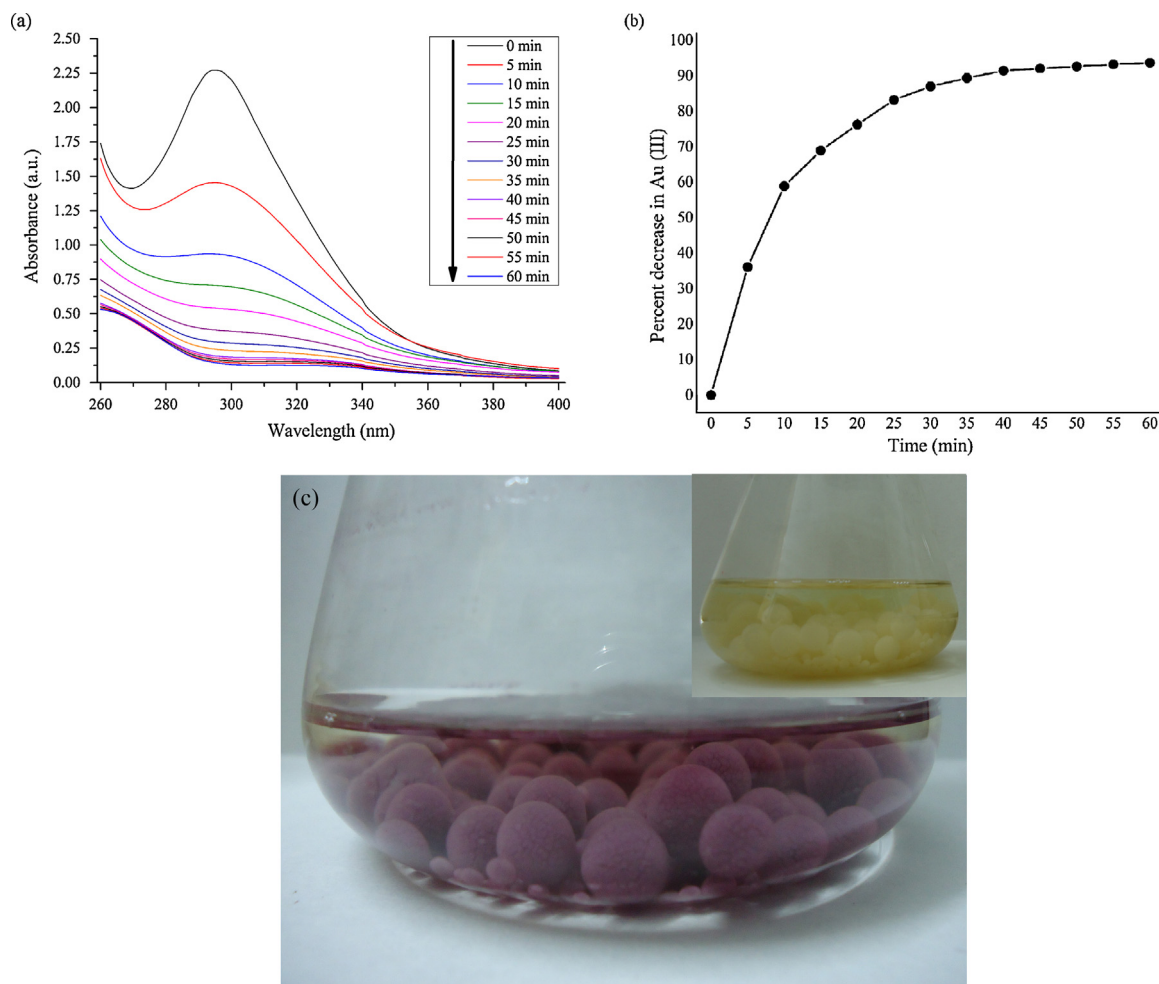 (a)
2.50
2.25
2.00
1.75
1.50
1.25
1.00
0.75
0.50
0.25
0.00
Absorbance (a.u.)
260 280 300 320 340 360 380 400
Wavelength (nm)
0 min
5 min
10 min
15 min
20 min
25 min
30 min
35 min
40 min
45 min
50 min
55 min
60 min
(b)
100
90
80
70
60
50
40
30
20
10
0
Percent decrease in Au (III)
0 5 10 15 20 25 30 35 40 45 50 55 60
Time (min)
(c)